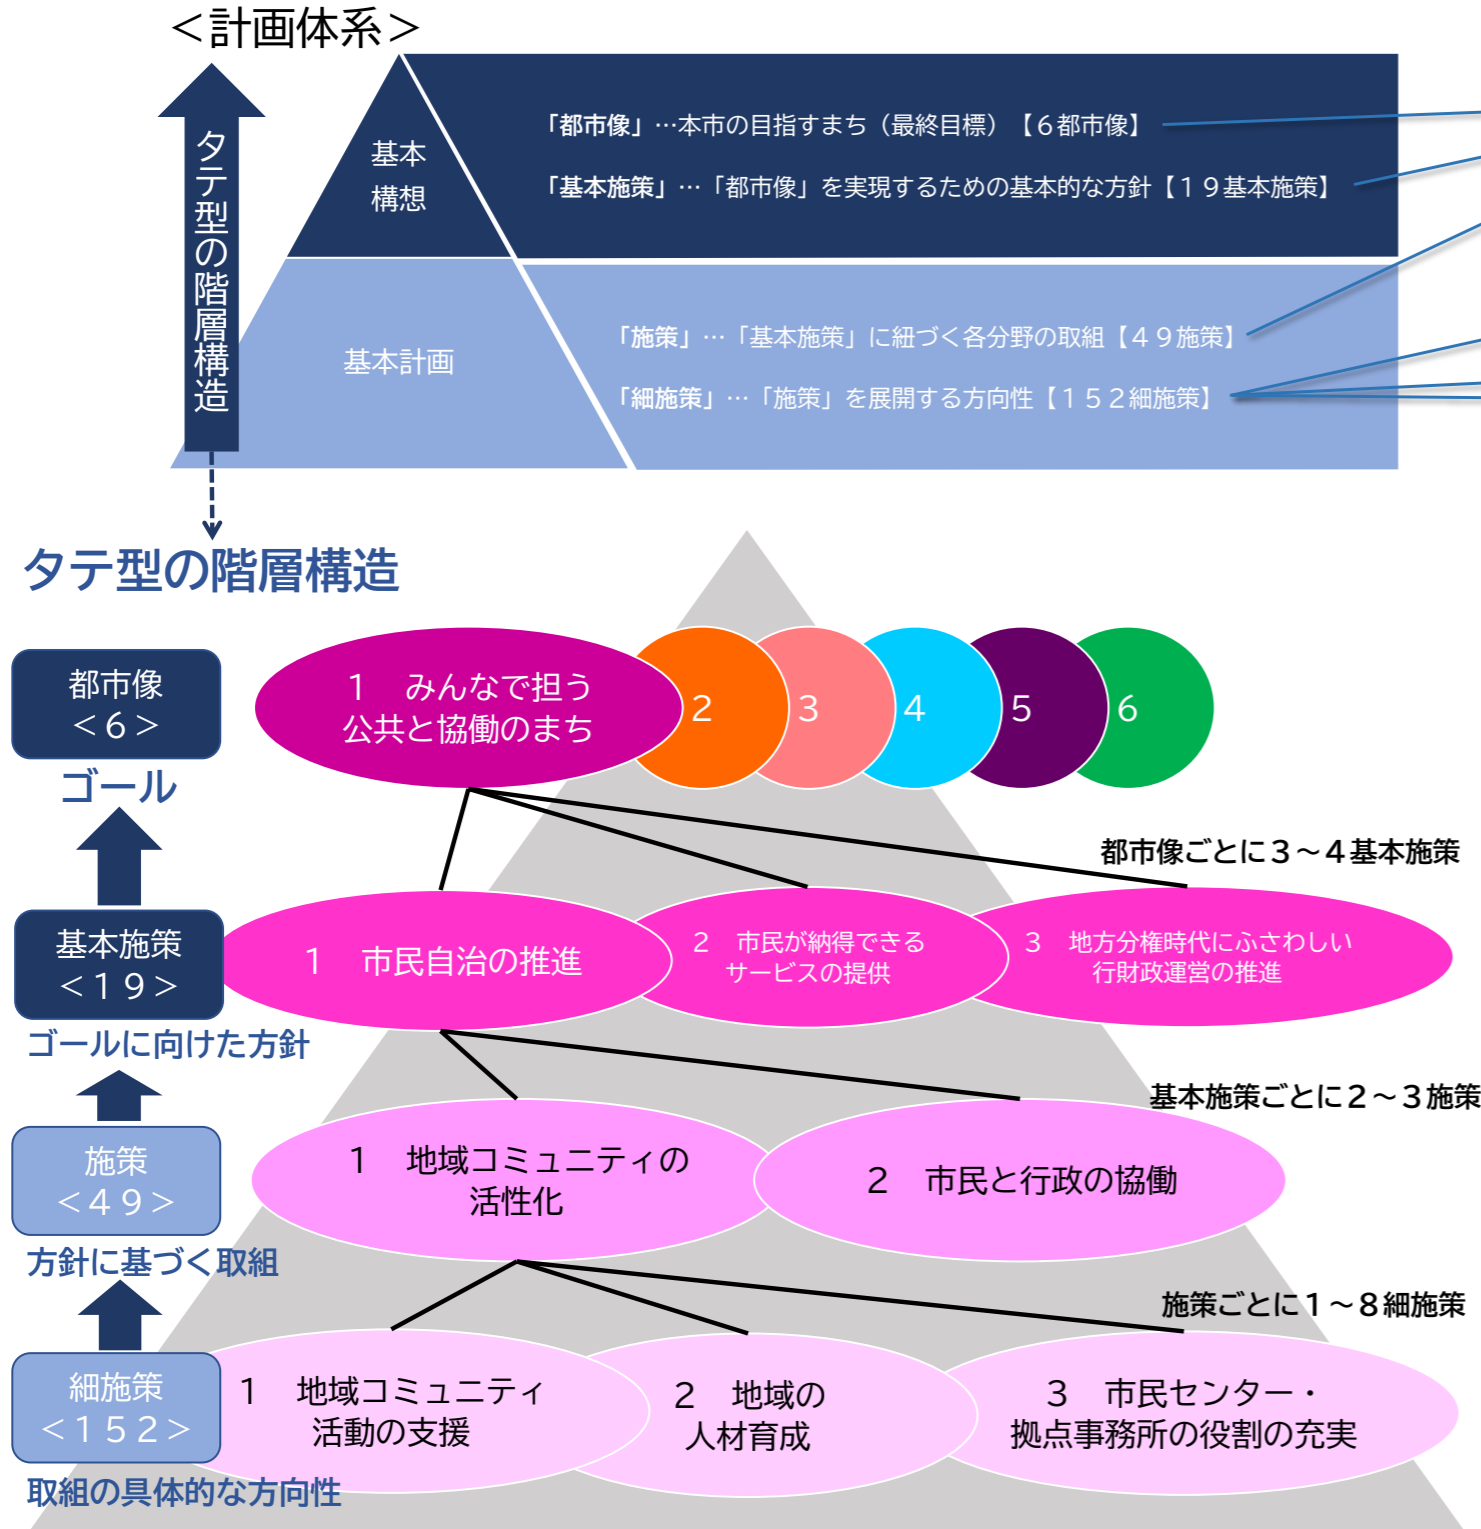 ＜計画体系＞
タテ型の階層構造
基本
構想
「都市像」…本市の目指すまち（最終目標）【６都市像】
「基本施策」…「都市像」を実現するための基本的な方針【１９基本施策】
基本計画
「施策」…「基本施策」に紐づく各分野の取組【４９施策】
「細施策」…「施策」を展開する方向性【１５２細施策】
タテ型の階層構造
都市像
＜６＞
ゴール
1　みんなで担う
公共と協働のまち
2
3
4
5
6
都市像ごとに３～４基本施策
基本施策
＜１９＞
ゴールに向けた方針
1　市民自治の推進
2　市民が納得できる
サービスの提供
3　地方分権時代にふさわしい
行財政運営の推進
基本施策ごとに２～３施策
施策
＜４９＞
方針に基づく取組
1　地域コミュニティの
活性化
2　市民と行政の協働
施策ごとに１～８細施策
細施策
＜１５２＞
取組の具体的な方向性
1　地域コミュニティ
活動の支援
2　地域の
人材育成
3　市民センター・
拠点事務所の役割の充実